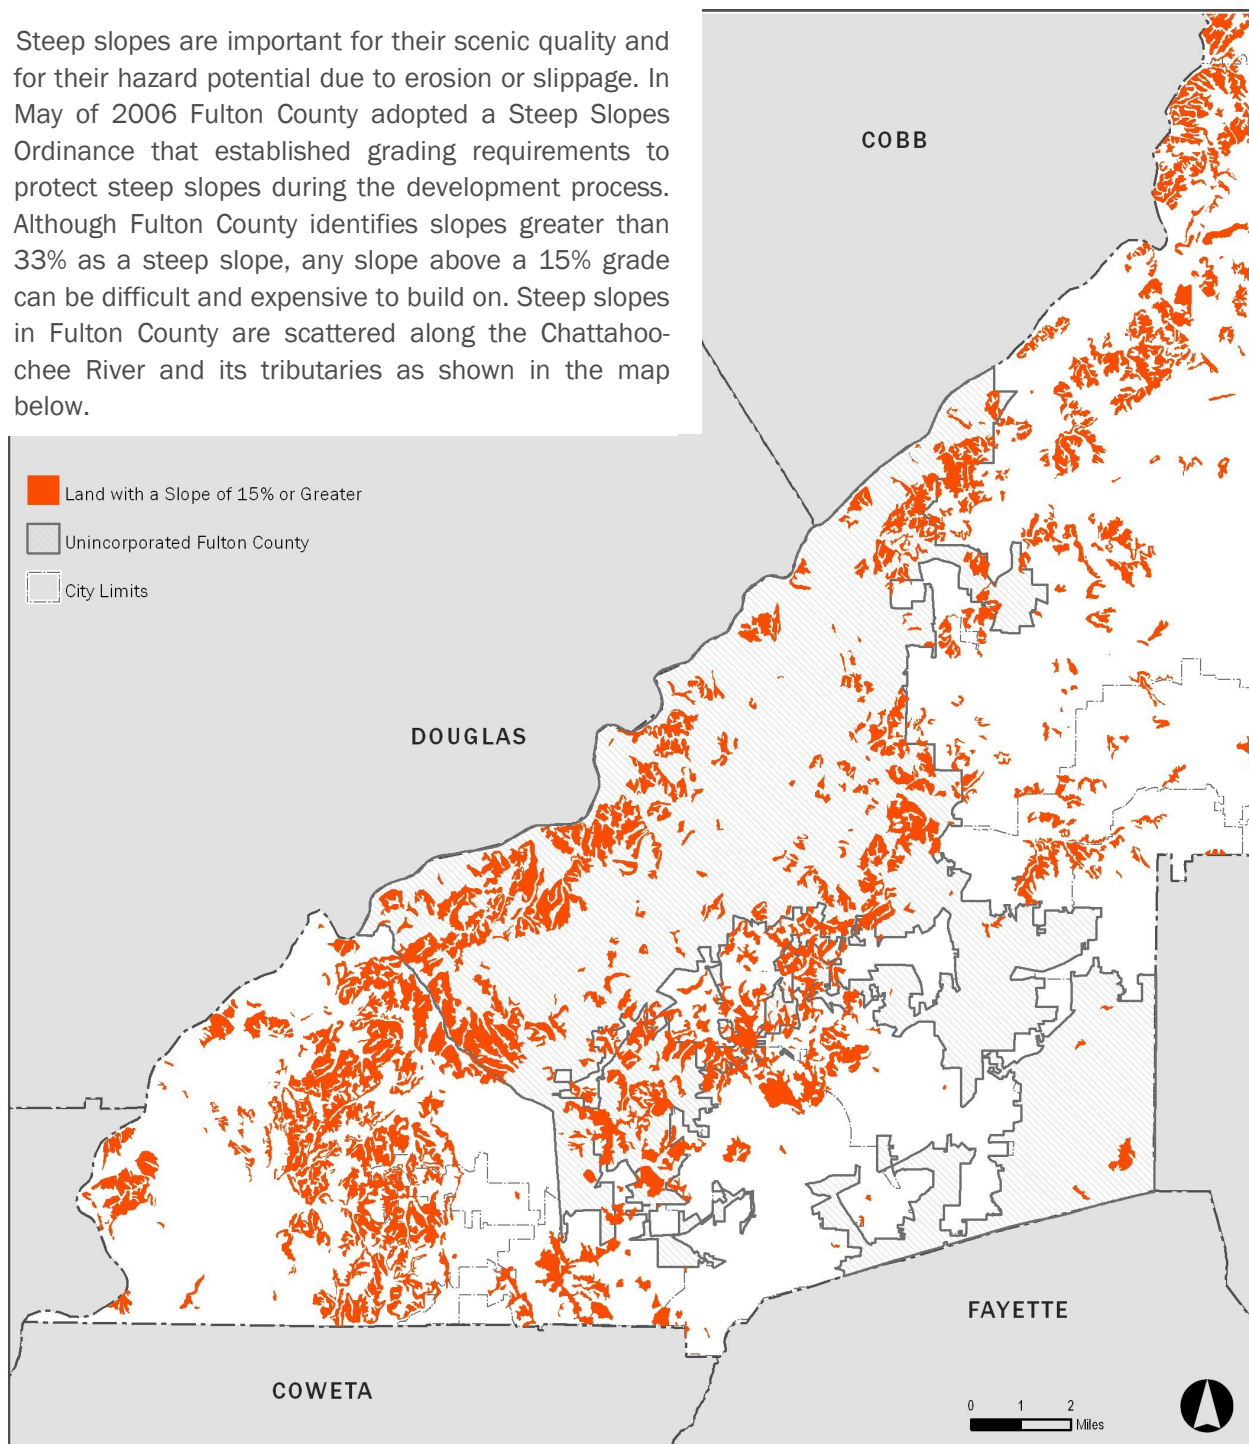 Steep slopes are important for their scenic quality and
for their hazard potential due to erosion or slippage. In
May of 2006 Fulton County adopted a Steep Slopes
Ordinance that established grading requirements to
protect steep slopes during the development process.
Although Fulton County identifies slopes greater than
33% as a steep slope, any slope above a 15% grade
can be difficult and expensive to build on. Steep slopes
in Fulton County are scattered along the Chattahoo-
chee River and its tributaries as shown in the map
below.
COBB
Land with a Slope of 15% or Greater
Unincorporated Fulton County
City Limits
DOUGLAS
FAYETTE
COWETA
0 1 2
Miles